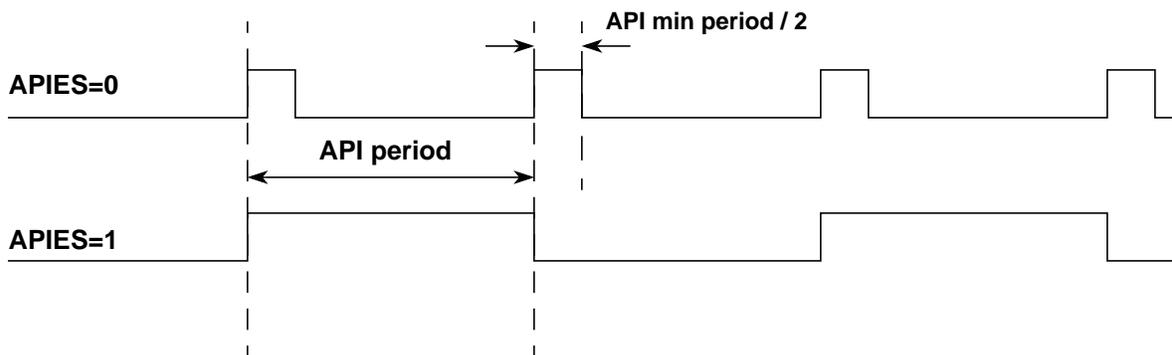 API min period / 2
APIES=0
API period
APIES=1